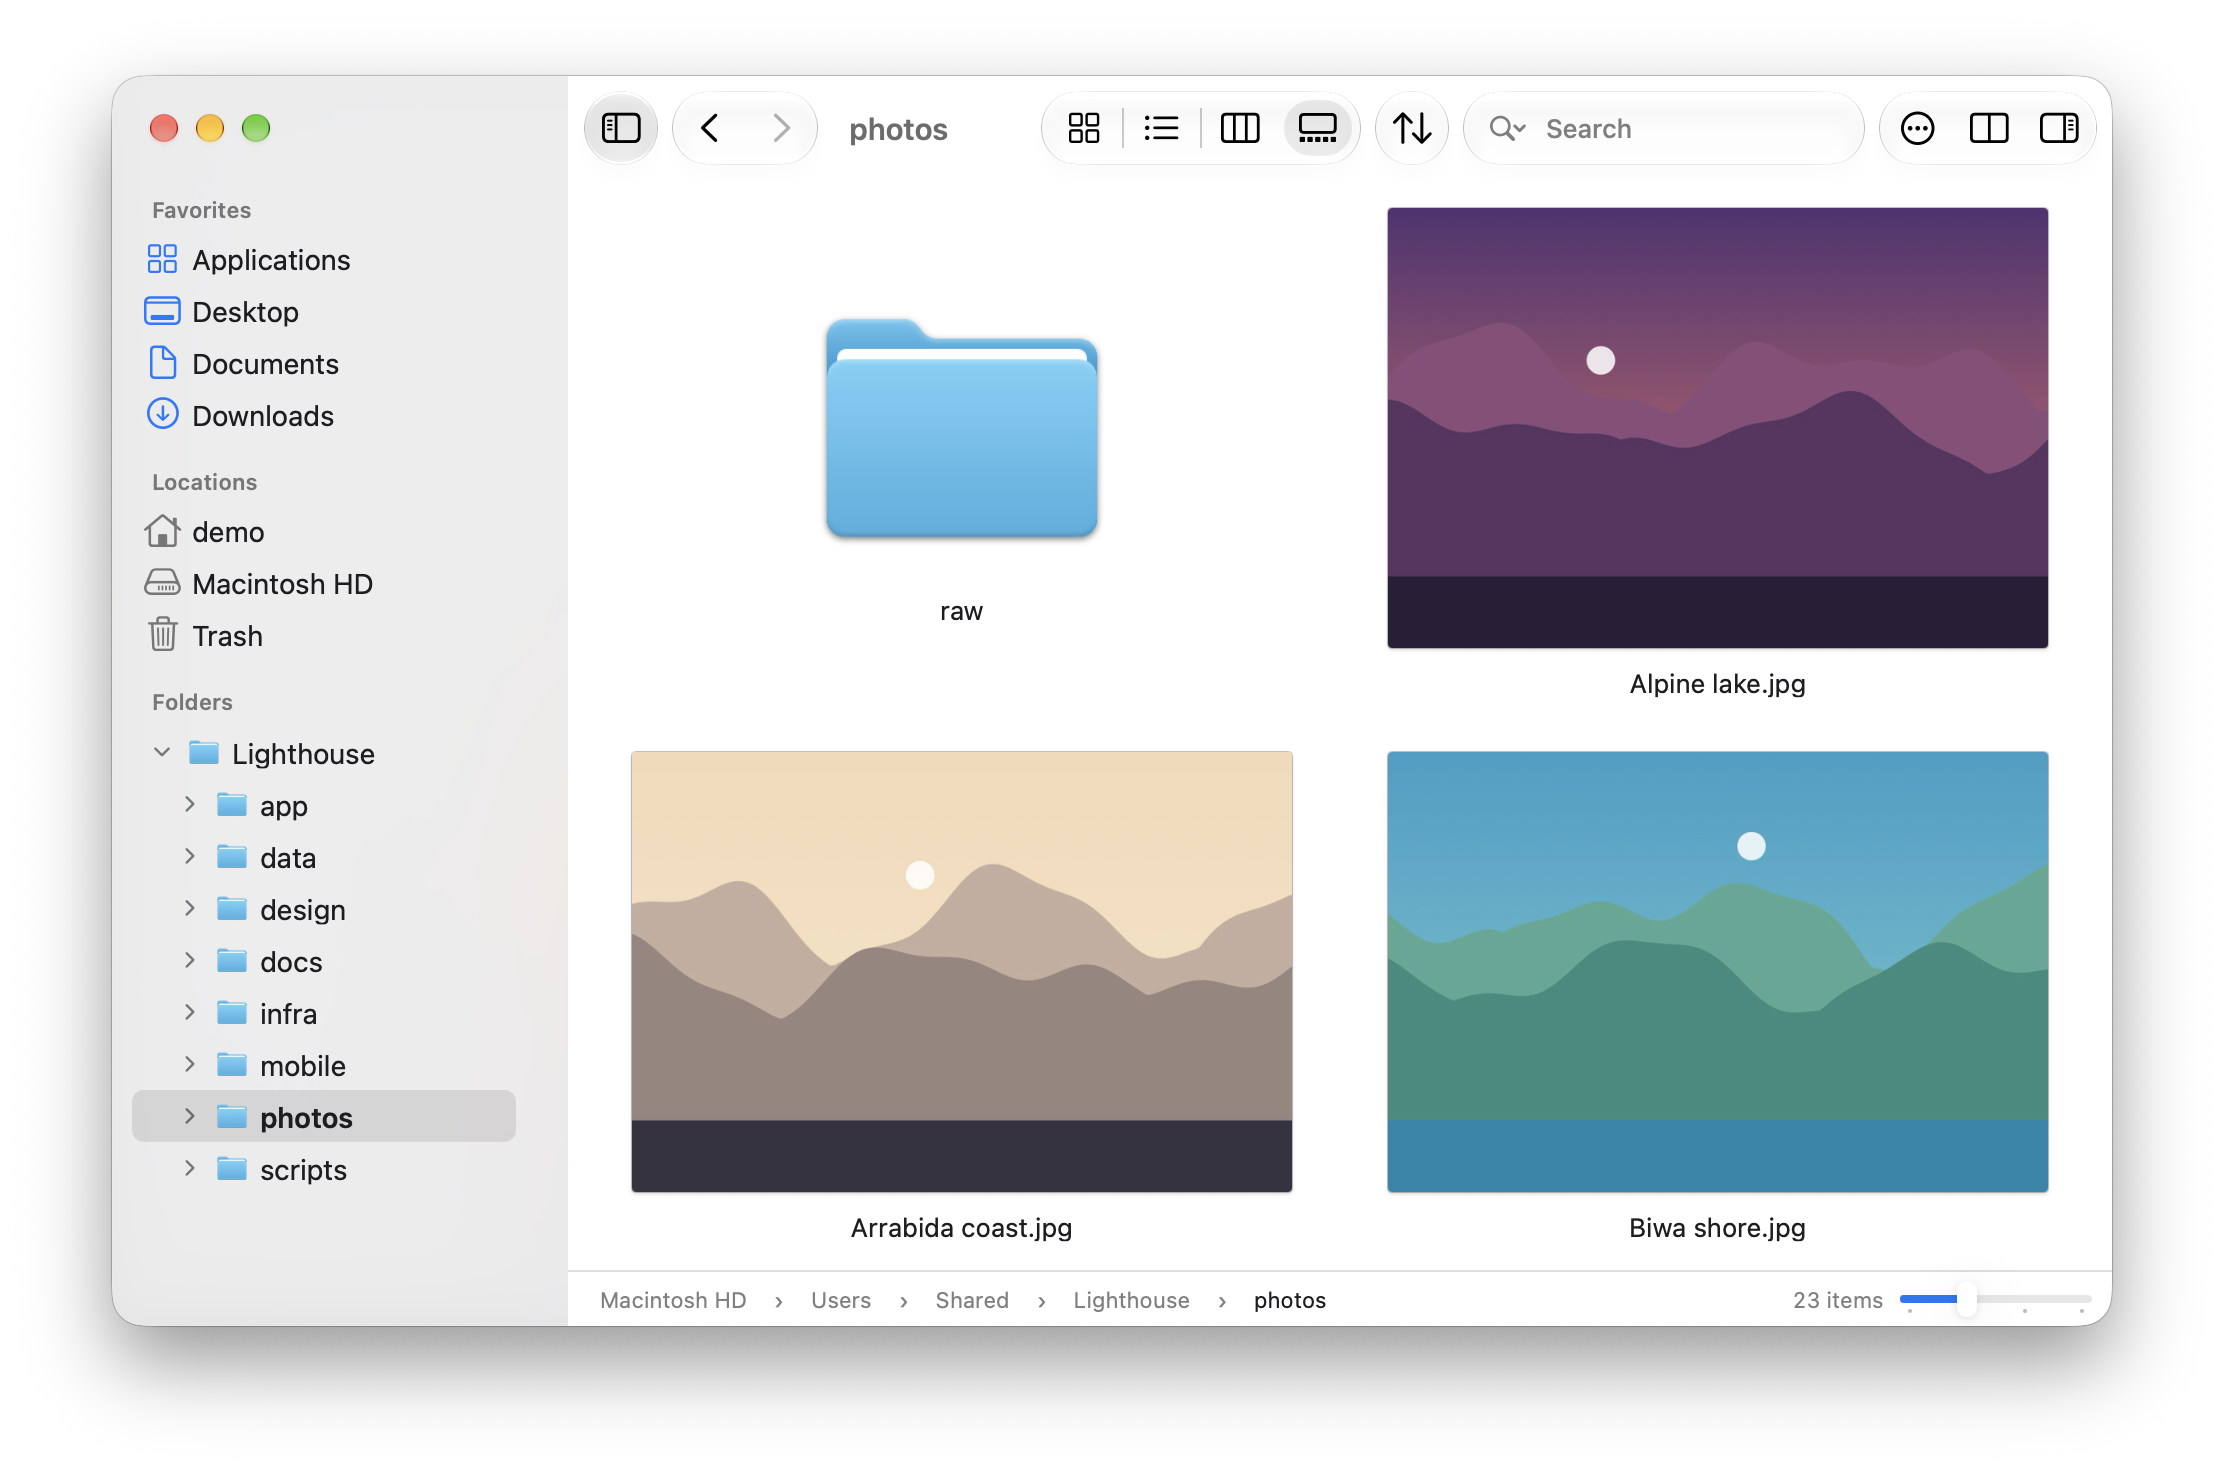 photos
Search
Favorites
Applications
Desktop
Documents
Downloads
Locations
demo
Macintosh HD
Trash
Folders
Lighthouse
app
data
design
docs
infra
mobile
photos
scripts
raw
Alpine lake.jpg
Arrabida coast.jpg
Biwa shore.jpg
Macintosh HD › Users › Shared › Lighthouse › photos
23 items